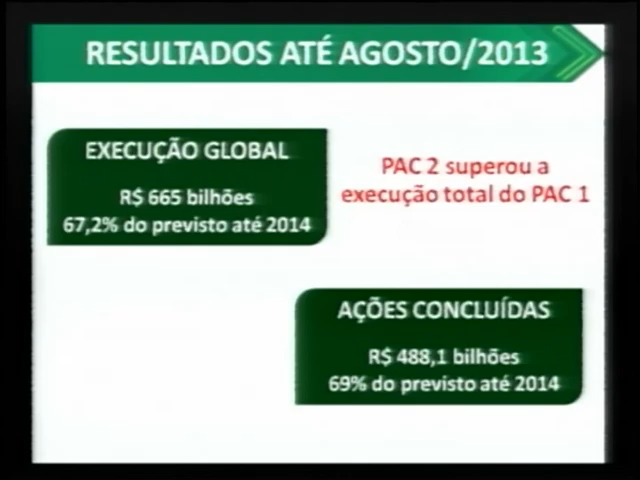 RESULTADOS ATÉ AGOSTO/2013
EXECUÇÃO GLOBAL
R$ 665 bilhões
67,2% do previsto até 2014
PAC 2 superou a
execução total do PAC 1
AÇÕES CONCLUÍDAS
R$ 488,1 bilhões
69% do previsto até 2014